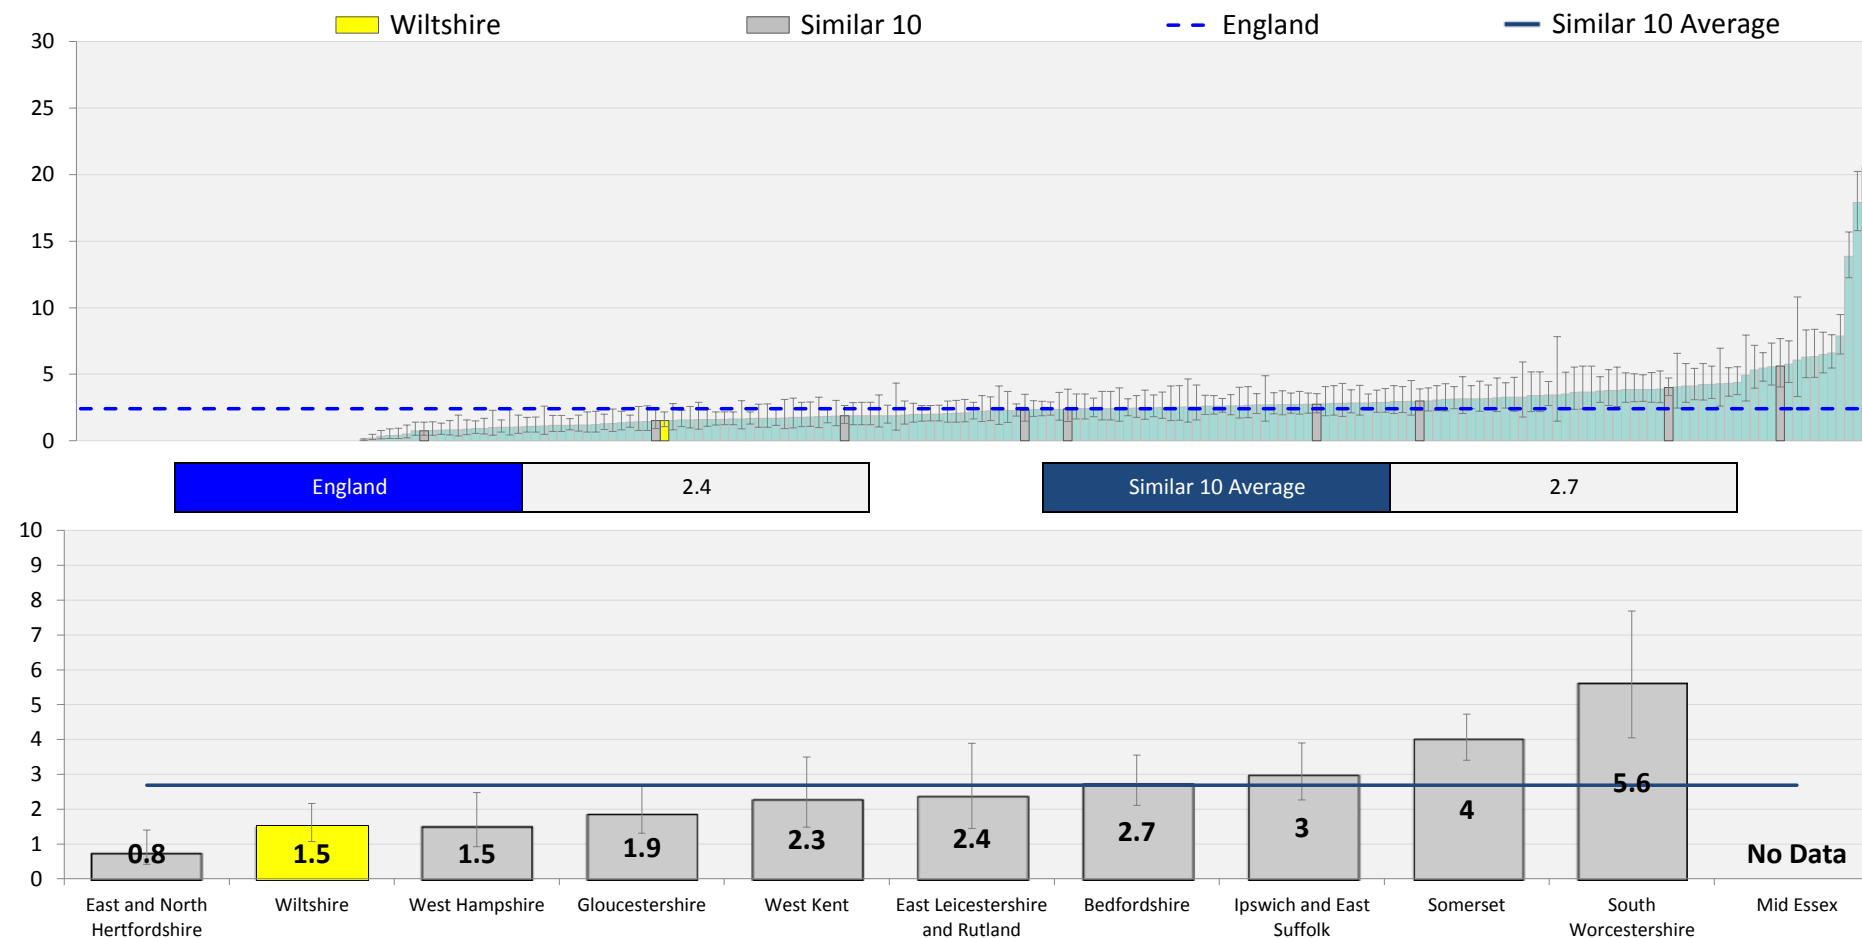 Wiltshire
Similar 10
England
Similar 10 Average
30
25
20
15
10
5
0
England
2.4
Similar 10 Average
2.7
10
9
8
7
6
5
4
3
2
1
0
0.8
1.5
1.5
1.9
2.3
2.4
2.7
3
4
5.6
No Data
East and North
Hertfordshire
Wiltshire
West Hampshire
Gloucestershire
West Kent
East Leicestershire
and Rutland
Bedfordshire
Ipswich and East
Suffolk
Somerset
South
Worcestershire
Mid Essex